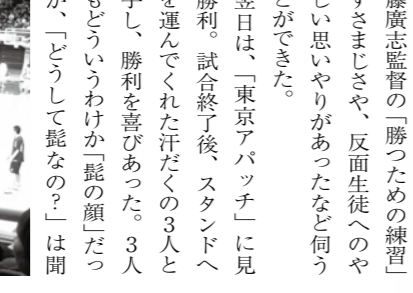 藤廣志監督の「勝つための練習」
すさまじさや、反面生徒へのや
しい思いやりがあったなど伺う
とができた。
翌日は、「東京アパッチ」に見
勝利。試合終了後、スタンドへ
を運んでくれた汗だくの3人と
手し、勝利を喜びあった。3人
もどういうわけか「髭の顔」だっ
が、「どうして髭なの？」は聞